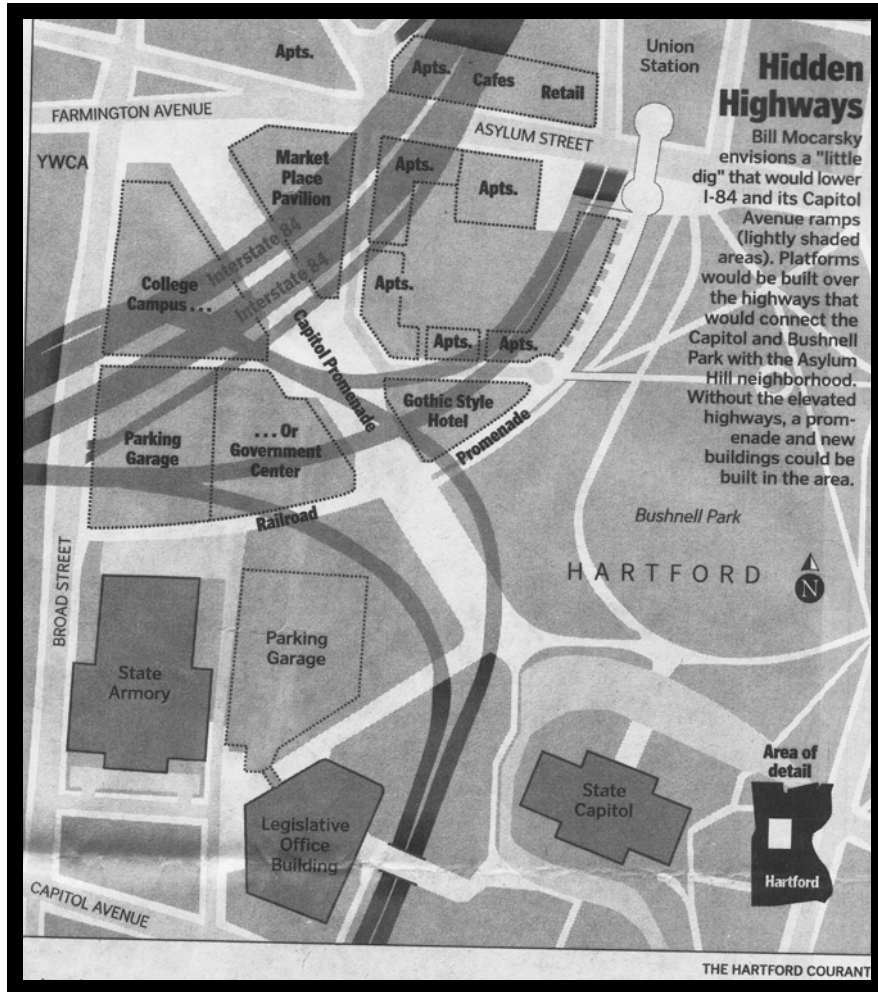 Hidden
Highways
Bill Mocarsky
envisions a "little
dig" that would lower
I-84 and its Capitol
Avenue ramps
(lightly shaded
areas). Platforms
would be built over
the highways that
would connect the
Capitol and Bushnell
Park with the Asylum
Hill neighborhood.
Without the elevated
highways, a prom-
enade and new
buildings could be
built in the area.
Apts.
Apts.
Cafes
Retail
Union
Station
FARMINGTON AVENUE
ASYLUM STREET
YWCA
Market
Place
Pavilion
Apts.
Apts.
Interstate 84
Interstate 84
College
Campus ...
Apts.
Capitol Promenade
Apts.
Apts.
Gothic Style
Hotel
Promenade
Parking
Garage
... Or
Government
Center
Railroad
Bushnell Park
HARTFORD
N
BROAD STREET
Parking
Garage
State
Armory
State
Capitol
Legislative
Office
Building
CAPITOL AVENUE
Area of
detail
Hartford
THE HARTFORD COURANT